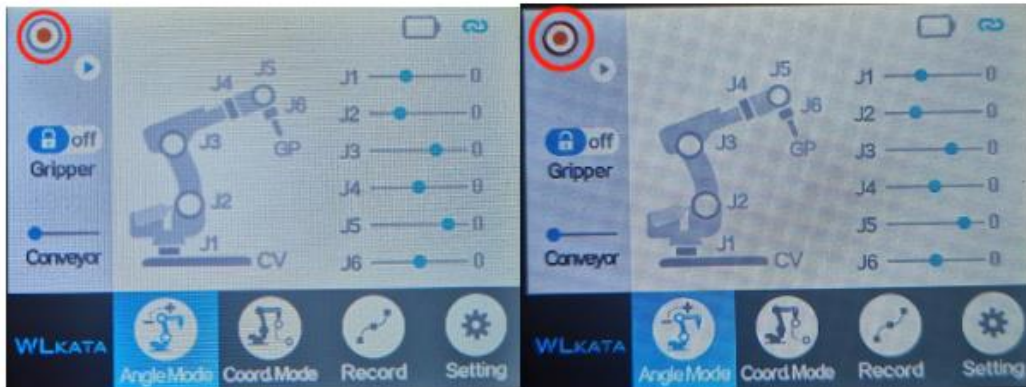 J5
J4
J6
J3
GP
J2
J1
CV
off
Gripper
Conveyor
J1 0
J2 0
J3 0
J4 0
J5 0
J6 0
WLKATA
Angle Mode
Coord. Mode
Record
Setting
J5
J4
J6
J3
GP
J2
J1
CV
off
Gripper
Conveyor
J1 0
J2 0
J3 0
J4 0
J5 0
J6 0
WLKATA
Angle Mode
Coord. Mode
Record
Setting